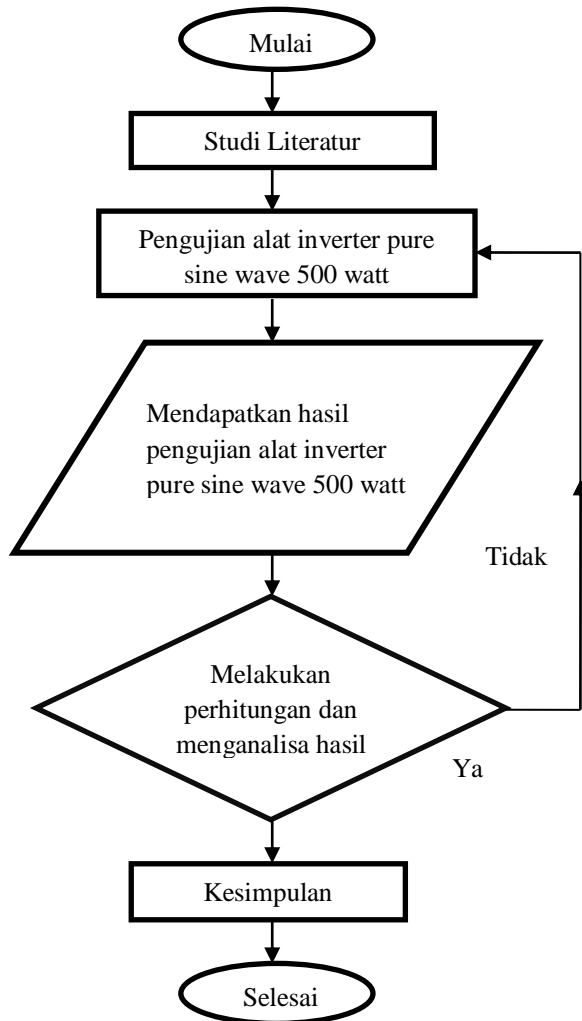 Mulai
Studi Literatur
Pengujian alat inverter pure
sine wave 500 watt
Mendapatkan hasil
pengujian alat inverter
pure sine wave 500 watt
Tidak
Melakukan
perhitungan dan
menganalisa hasil
Ya
Kesimpulan
Selesai